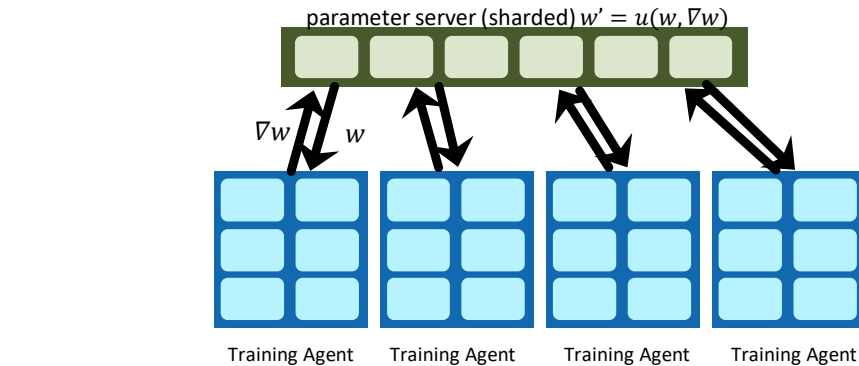 parameter server (sharded) w’ = u(w, ∇w)
∇w w
Training Agent Training Agent Training Agent Training Agent